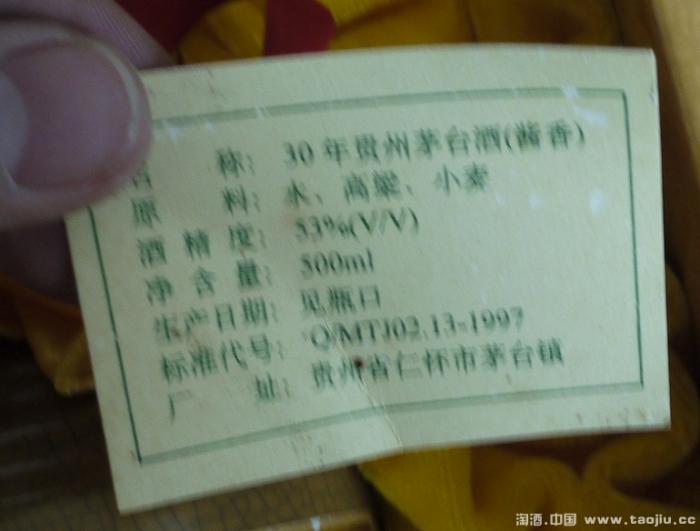 名 称：30 年贵州茅台酒(酱香)
原 料：水、高粱、小麦
酒 精 度：53%(V/V)
净 含 量：500ml
生产日期：见瓶口
标准代号：Q/MTJ02.13-1997
厂 址：贵州省仁怀市茅台镇
淘酒.中国 www.taojiu.cc